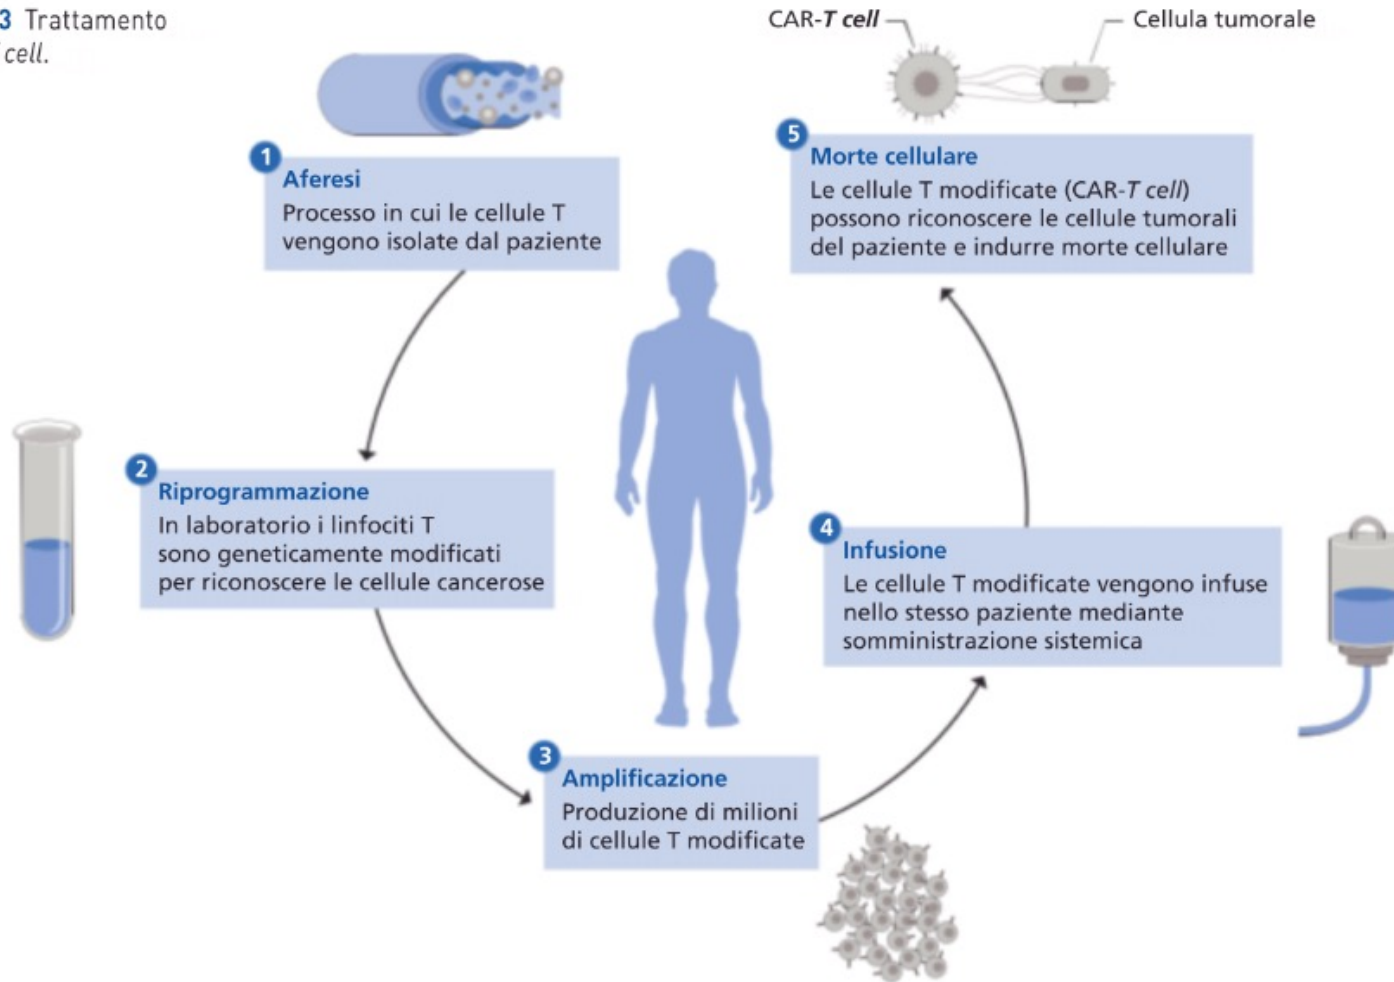 3 Trattamento
cell.
CAR-T cell
Cellula tumorale
1
Aferesi
Processo in cui le cellule T
vengono isolate dal paziente
2
Riprogrammazione
In laboratorio i linfociti T
sono geneticamente modificati
per riconoscere le cellule cancerose
3
Amplificazione
Produzione di milioni
di cellule T modificate
4
Infusione
Le cellule T modificate vengono infuse
nello stesso paziente mediante
somministrazione sistemica
5
Morte cellulare
Le cellule T modificate (CAR-T cell)
possono riconoscere le cellule tumorali
del paziente e indurre morte cellulare